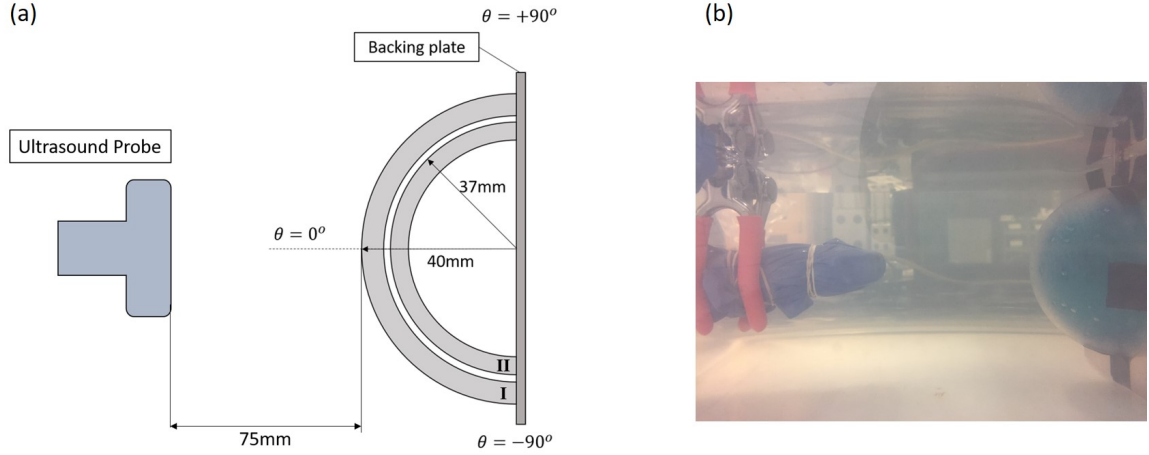 (a)
(b)
θ = +90°
Backing plate
Ultrasound Probe
37mm
θ = 0°
40mm
II
I
75mm
θ = −90°